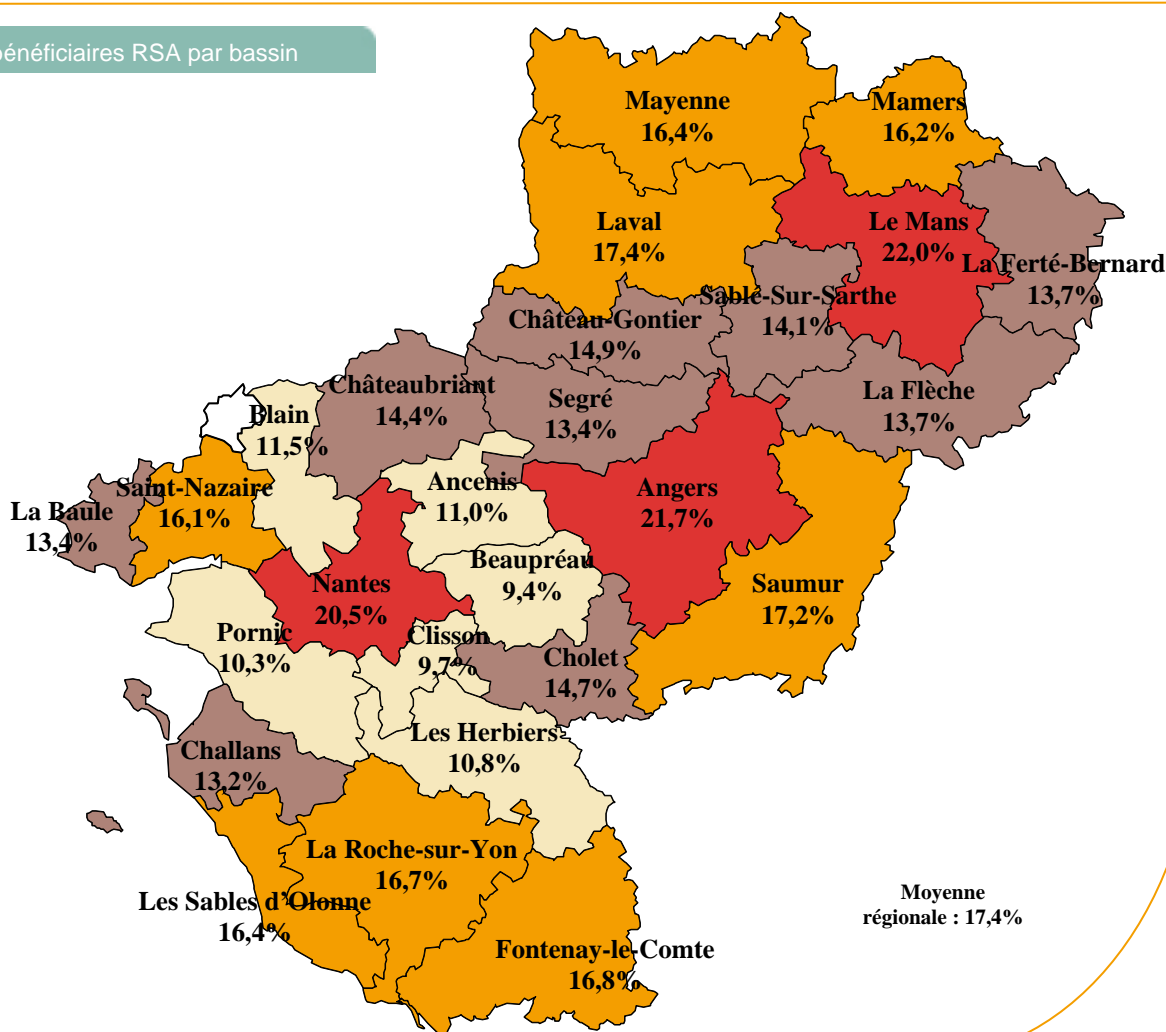 bénéficiaires RSA par bassin
Mayenne
16,4%
Mamers
16,2%
Laval
17,4%
Le Mans
22,0%
La Ferté-Bernard
13,7%
Sablé-Sur-Sarthe
14,1%
Château-Gontier
14,9%
Châteaubriant
14,4%
Segré
13,4%
La Flèche
13,7%
Blain
11,5%
Ancenis
11,0%
Angers
21,7%
Saint-Nazaire
16,1%
La Baule
13,4%
Beaupréau
9,4%
Nantes
20,5%
Saumur
17,2%
Pornic
10,3%
Clisson
9,7%
Cholet
14,7%
Les Herbiers
10,8%
Challans
13,2%
La Roche-sur-Yon
16,7%
Les Sables d’Olonne
16,4%
Fontenay-le-Comte
16,8%
Moyenne
régionale : 17,4%